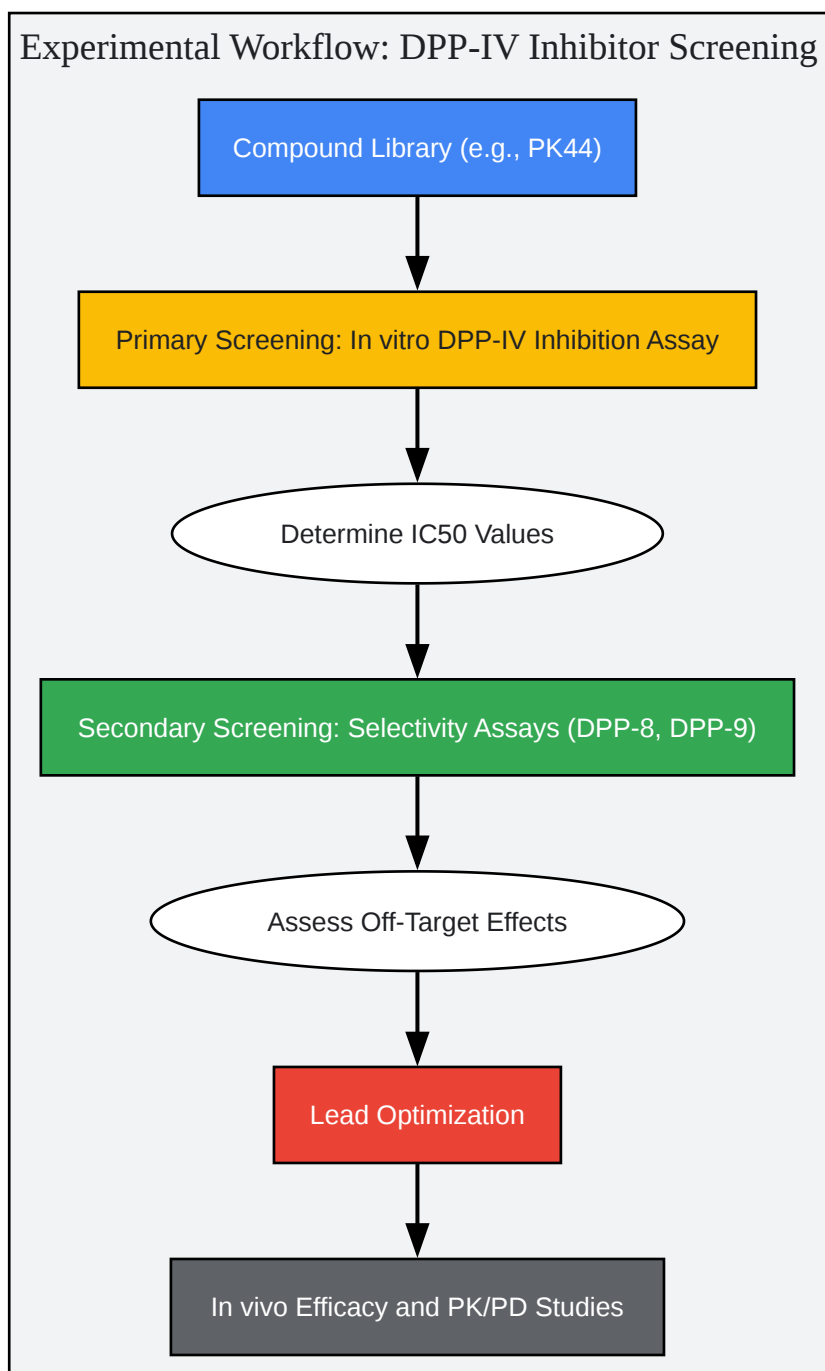 Experimental Workflow: DPP-IV Inhibitor Screening
Compound Library (e.g., PK44)
Primary Screening: In vitro DPP-IV Inhibition Assay
Determine IC50 Values
Secondary Screening: Selectivity Assays (DPP-8, DPP-9)
Assess Off-Target Effects
Lead Optimization
In vivo Efficacy and PK/PD Studies